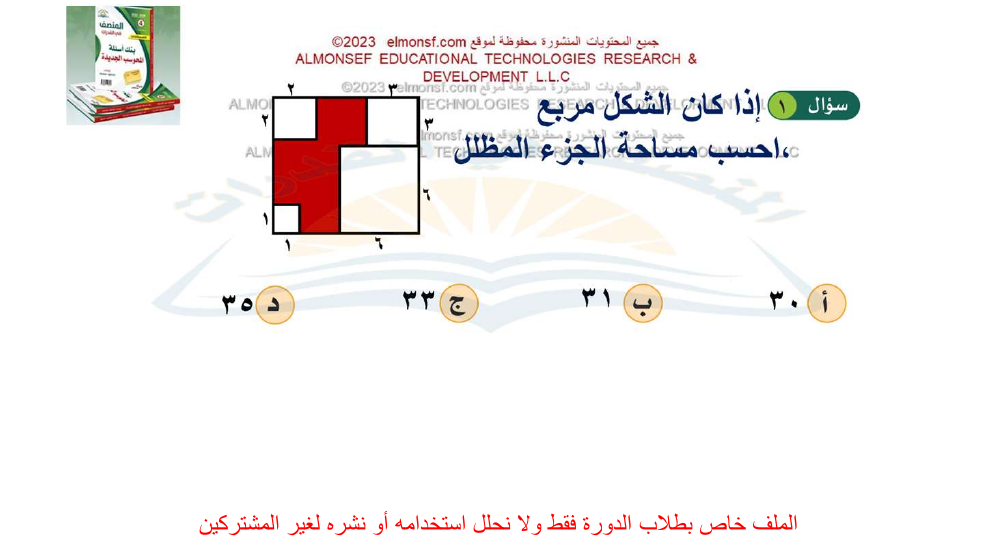 المنصف
في القدرات
بنك أسئلة
المحوسب الجديدة
جميع المحتويات المنشورة محفوظة لموقع elmonsf.com ©2023
ALMONSEF EDUCATIONAL TECHNOLOGIES RESEARCH &
DEVELOPMENT L.L.C
سؤال ١ إذا كان الشكل مربع
،احسب مساحة الجزء المظلل
٢ ٣
٢ ٣
٦
١
١ ٦
أ ٣٠ ب ٣١ ج ٣٣ د ٣٥
الملف خاص بطلاب الدورة فقط ولا نحلل استخدامه أو نشره لغير المشتركين